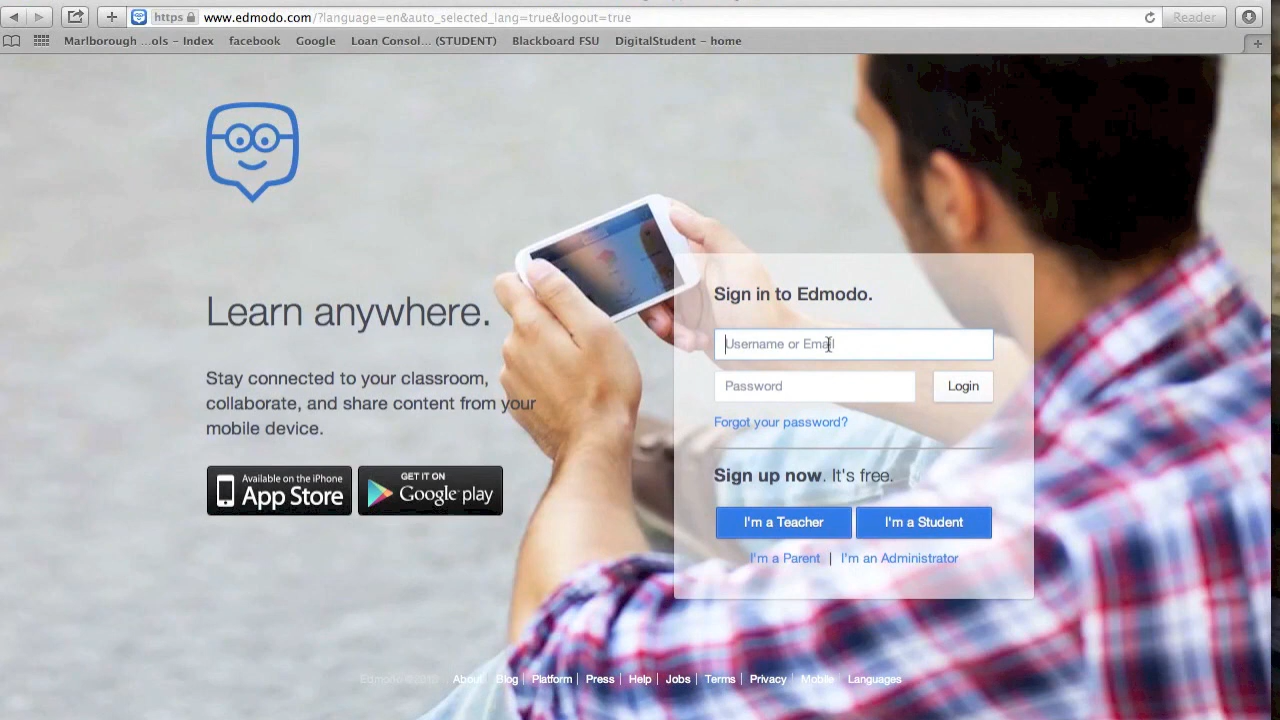 https www.edmodo.com/?language=en&auto_selected_lang=true&logout=true Reader
Marlborough ...ols - Index facebook Google Loan Consol... (STUDENT) Blackboard FSU DigitalStudent - home
Learn anywhere.
Stay connected to your classroom,
collaborate, and share content from your
mobile device.
Available on the iPhone
App Store
GET IT ON
Google play
Sign in to Edmodo.
Username or Email
Password Login
Forgot your password?
Sign up now. It's free.
I'm a Teacher I'm a Student
I'm a Parent | I'm an Administrator
About | Blog | Platform | Press | Help | Jobs | Terms | Privacy | Mobile | Languages